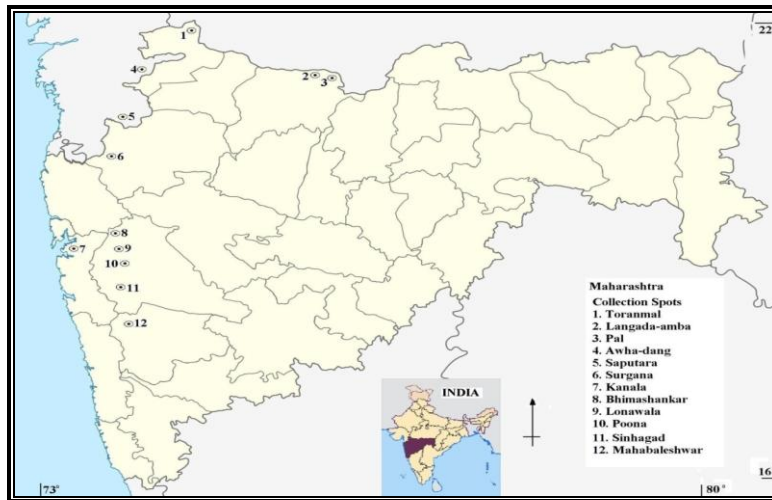 1
22
4
2
3
5
6
8
7
9
10
11
12
Maharashtra
Collection Spots
1. Toranmal
2. Langada-amba
3. Pal
4. Awha-dang
5. Saputara
6. Surgana
7. Kanala
8. Bhimashankar
9. Lonawala
10. Poona
11. Sinhagad
12. Mahabaleshwar
INDIA
16
73°
80°